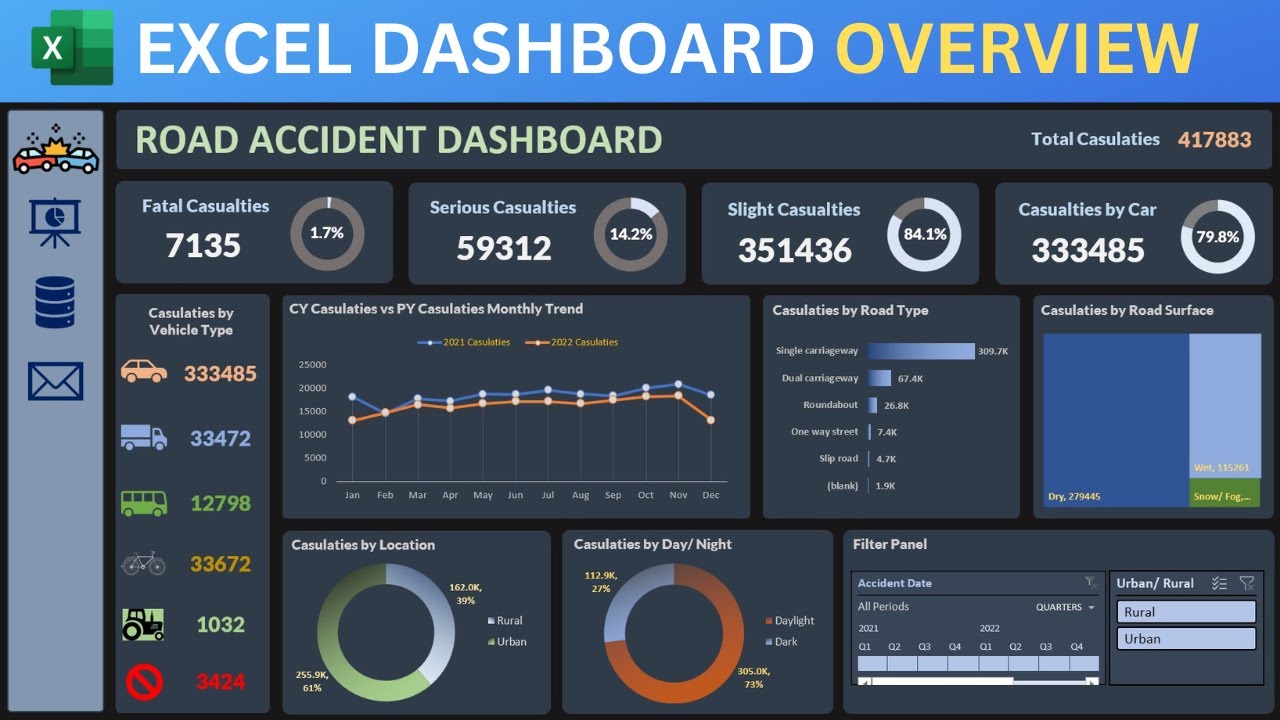 X
EXCEL DASHBOARD OVERVIEW
ROAD ACCIDENT DASHBOARD
Total Casulaties 417883
Fatal Casulties
7135
1.7%
Serious Casulties
59312
14.2%
Slight Casulties
351436
84.1%
Casulties by Car
333485
79.8%
Casulaties by
Vehicle Type
333485
33472
12798
33672
1032
3424
CY Casulaties vs PY Casulaties Monthly Trend
2021 Casulaties 2022 Casulaties
25000
20000
15000
10000
5000
0
Jan Feb Mar Apr May Jun Jul Aug Sep Oct Nov Dec
Casulaties by Road Type
Single carriageway 309.7K
Dual carriageway 67.4K
Roundabout 26.8K
One way street 7.4K
Slip road 4.7K
(blank) 1.9K
Casulaties by Road Surface
Wet, 115261
Dry, 279445
Snow/ Fog,...
Casulaties by Location
162.0K,
39%
Rural
Urban
255.9K,
61%
Casulaties by Day/ Night
112.9K,
27%
Daylight
Dark
305.0K
73%
Filter Panel
Accident Date
All Periods QUARTERS
2021 2022
Q1 Q2 Q3 Q4 Q1 Q2 Q3 Q4
Urban/ Rural
Rural
Urban